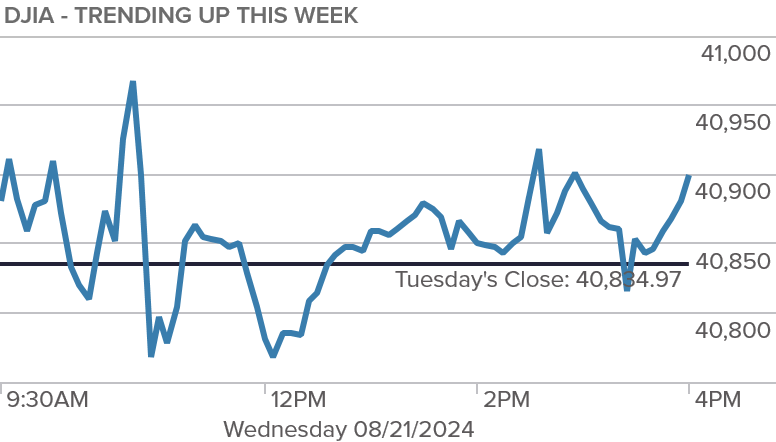 DJIA - TRENDING UP THIS WEEK
41,000
40,950
40,900
40,850
Tuesday's Close: 40,834.97
40,800
9:30AM 12PM 2PM 4PM
Wednesday 08/21/2024